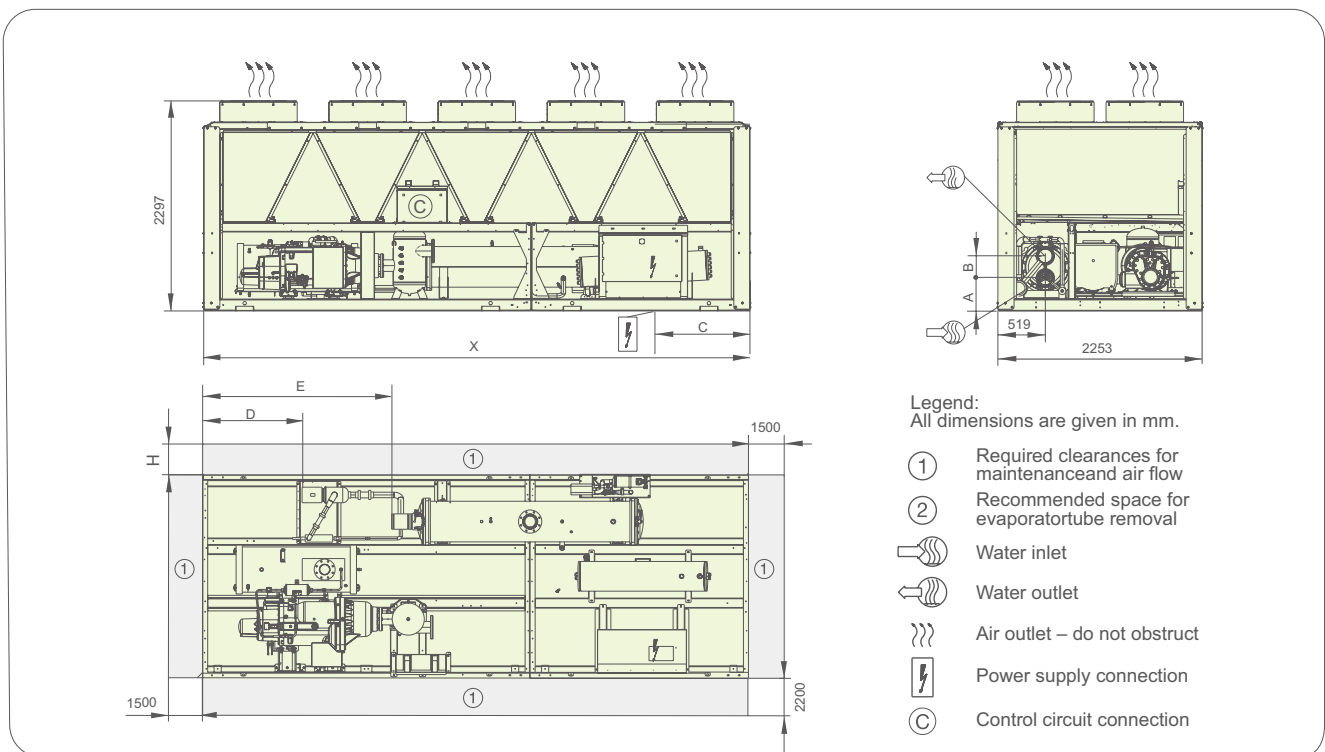 2297
C
C
X
B
A
519
2253
E
D
1500
H
1
1
1
1
1500
2200
Legend:
All dimensions are given in mm.
1 Required clearances for
maintenanceand air flow
2 Recommended space for
evaporatortube removal
Water inlet
Water outlet
Air outlet – do not obstruct
Power supply connection
C Control circuit connection